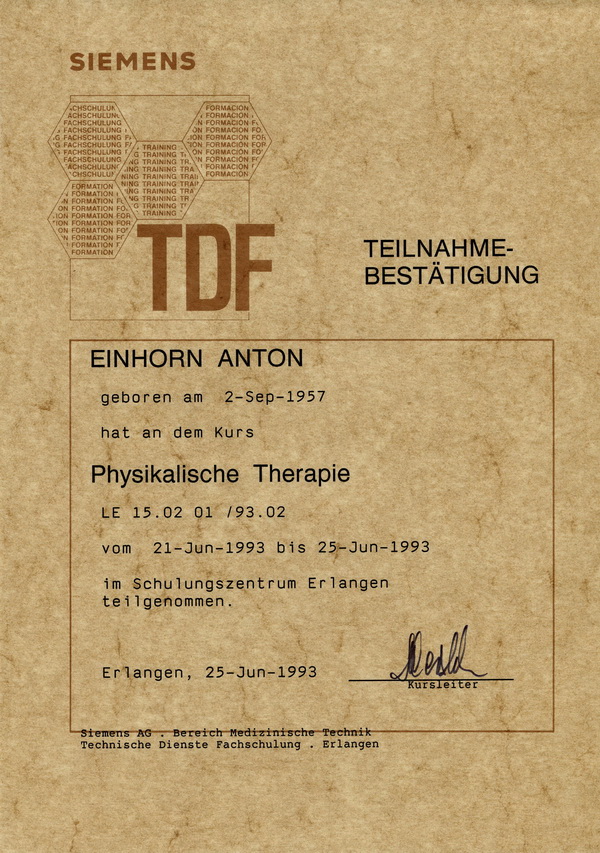 SIEMENS
TDF
TEILNAHME-
BESTÄTIGUNG
EINHORN ANTON
geboren am 2-Sep-1957
hat an dem Kurs
Physikalische Therapie
LE 15.02 01 /93.02
vom 21-Jun-1993 bis 25-Jun-1993
im Schulungszentrum Erlangen
teilgenommen.
Erlangen, 25-Jun-1993
Kursleiter
Siemens AG . Bereich Medizinische Technik
Technische Dienste Fachschulung . Erlangen